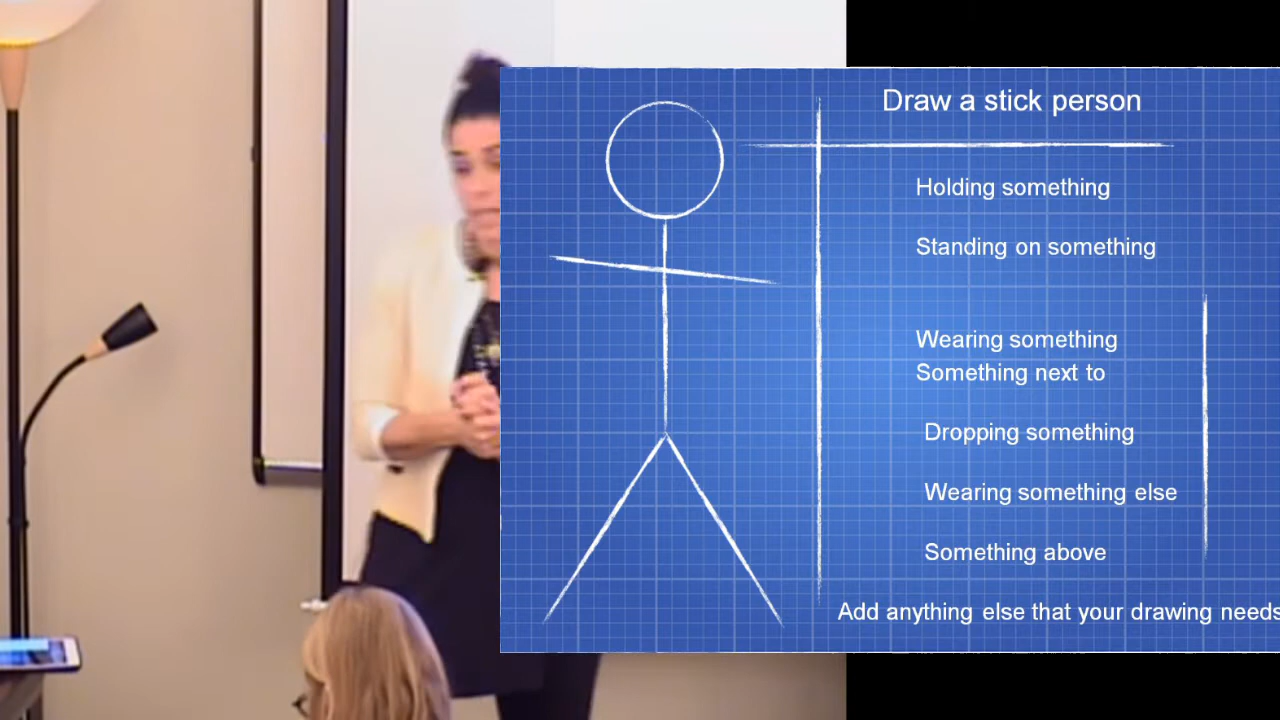 Draw a stick person
Holding something
Standing on something
Wearing something
Something next to
Dropping something
Wearing something else
Something above
Add anything else that your drawing needs